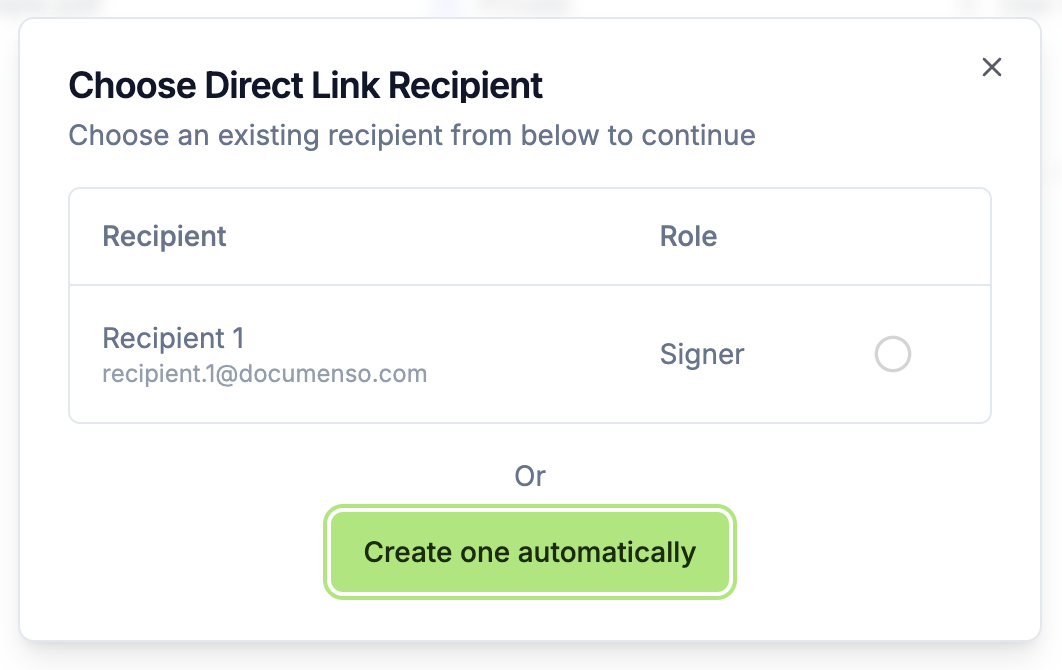 Choose Direct Link Recipient
Choose an existing recipient from below to continue
Recipient Role
Recipient 1
recipient.1@documenso.com
Signer
Or
Create one automatically